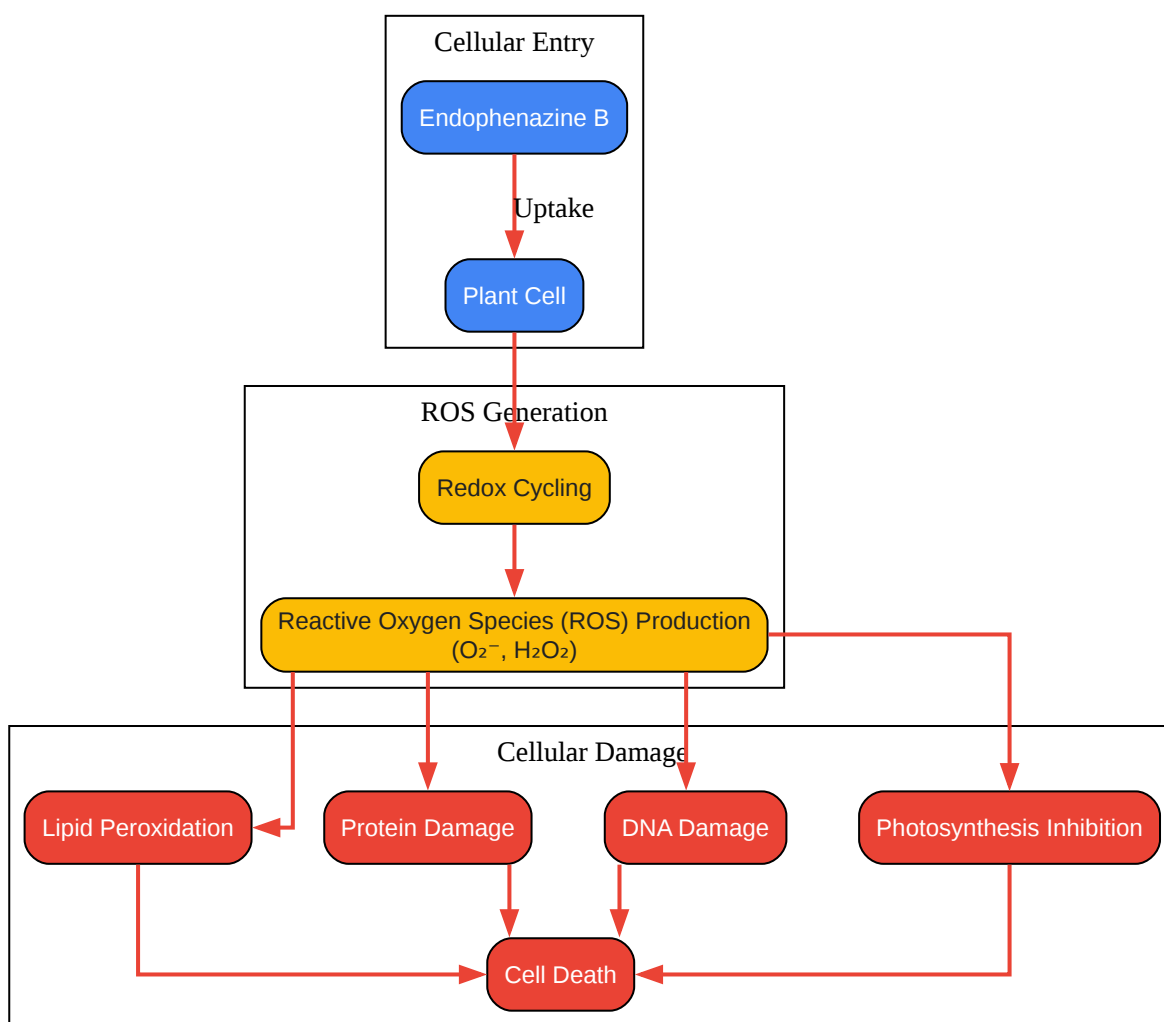 Cellular Entry
Endophenazine B
Uptake
Plant Cell
ROS Generation
Redox Cycling
Reactive Oxygen Species (ROS) Production
(O₂⁻, H₂O₂)
Cellular Damage
Lipid Peroxidation
Protein Damage
DNA Damage
Photosynthesis Inhibition
Cell Death